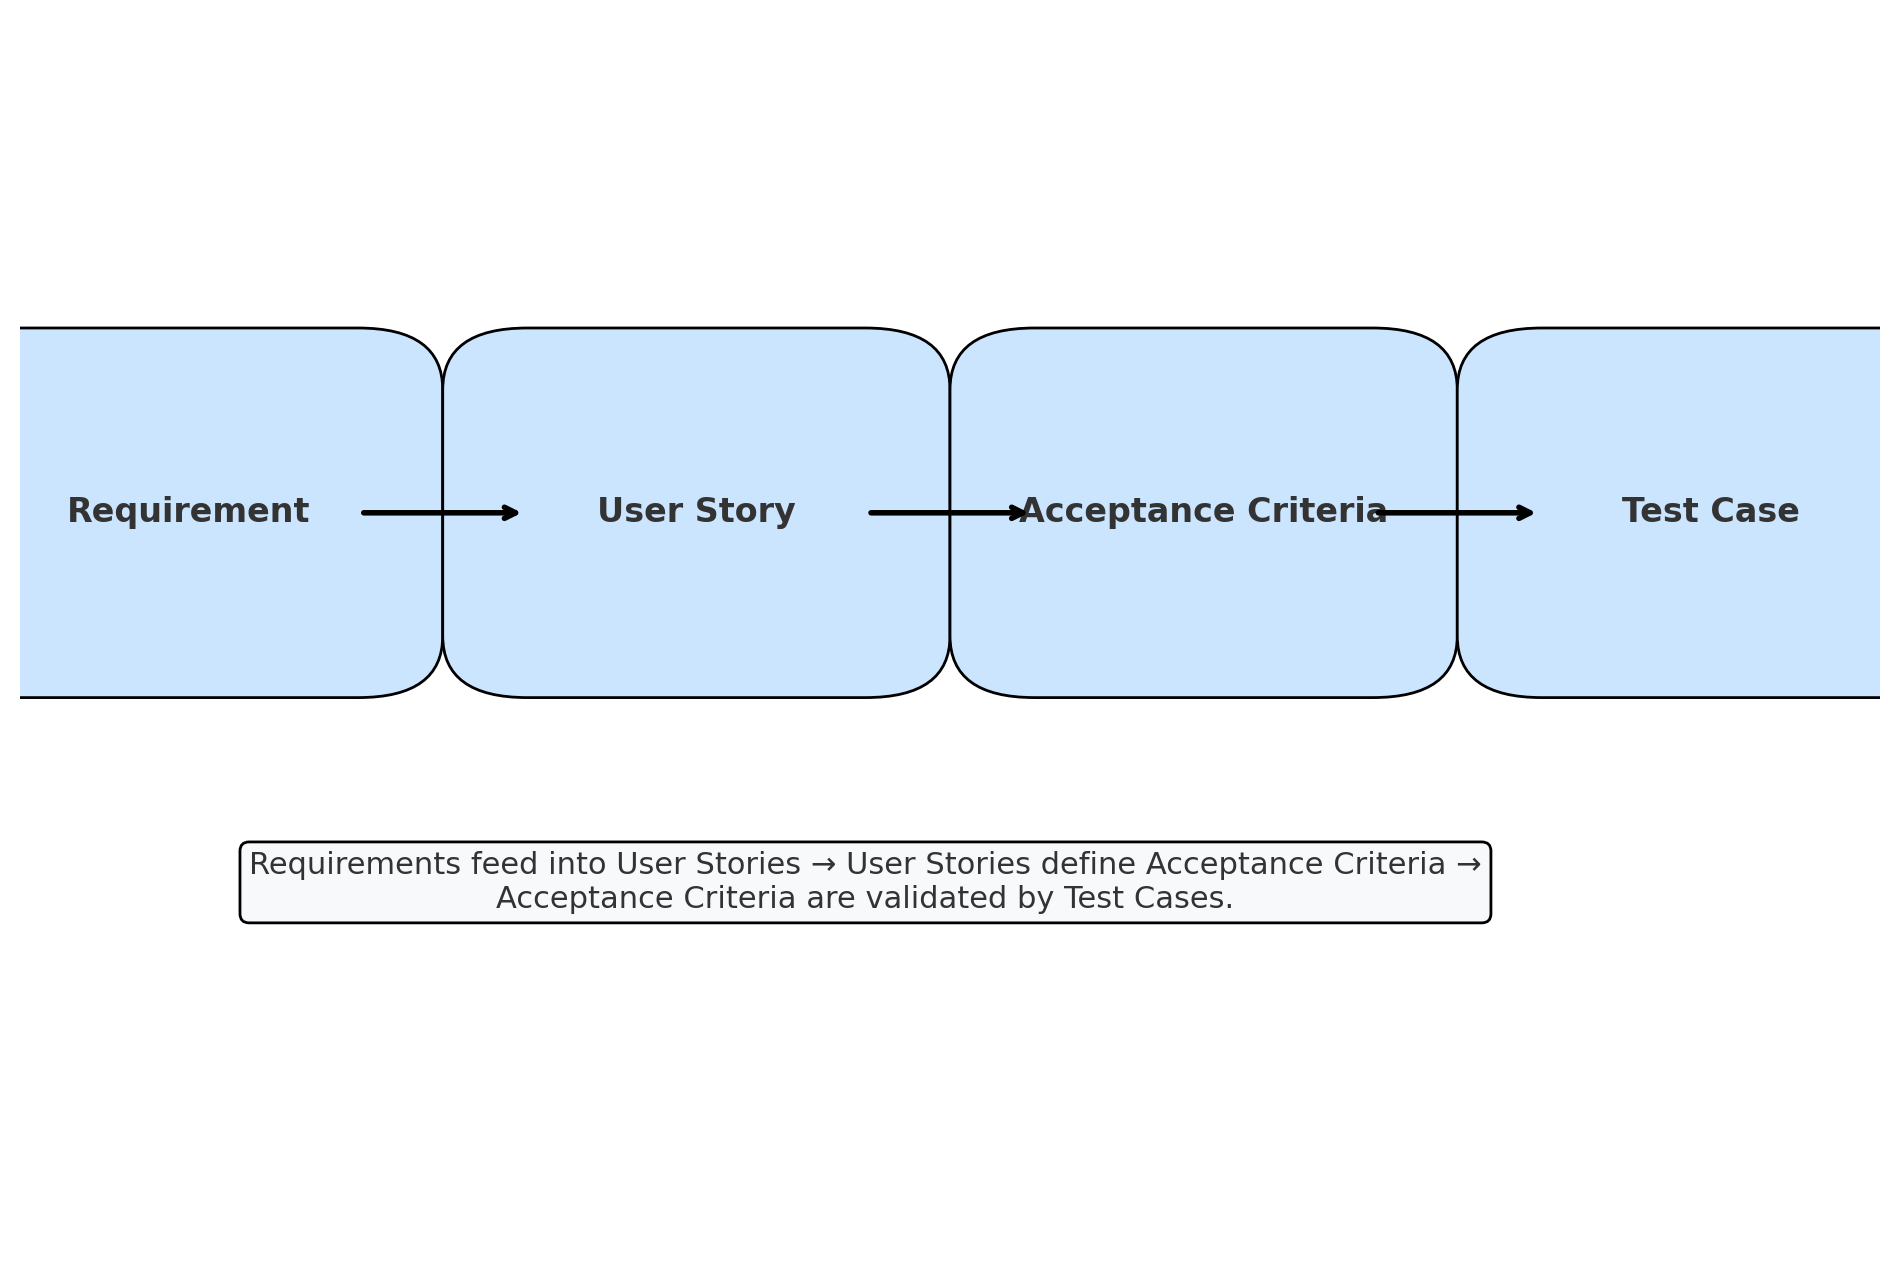 Requirement
User Story
Acceptance Criteria
Test Case
Requirements feed into User Stories → User Stories define Acceptance Criteria →
Acceptance Criteria are validated by Test Cases.